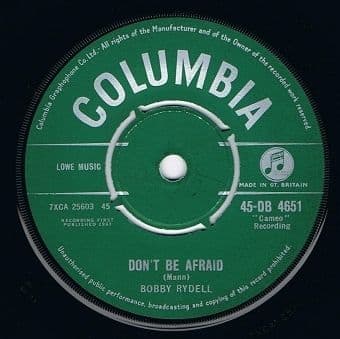 Columbia Graphophone Co. Ltd.- All rights of the Manufacturer and of the Owner of the recorded work reserved.
COLUMBIA
LOWE MUSIC
MADE IN GT. BRITAIN
7XCA 25603 45
RECORDING FIRST
PUBLISHED 1961
45-DB 4651
"Cameo"
Recording
DON'T BE AFRAID
(Mann)
BOBBY RYDELL
Unauthorised public performance, broadcasting and copying of this record prohibited.